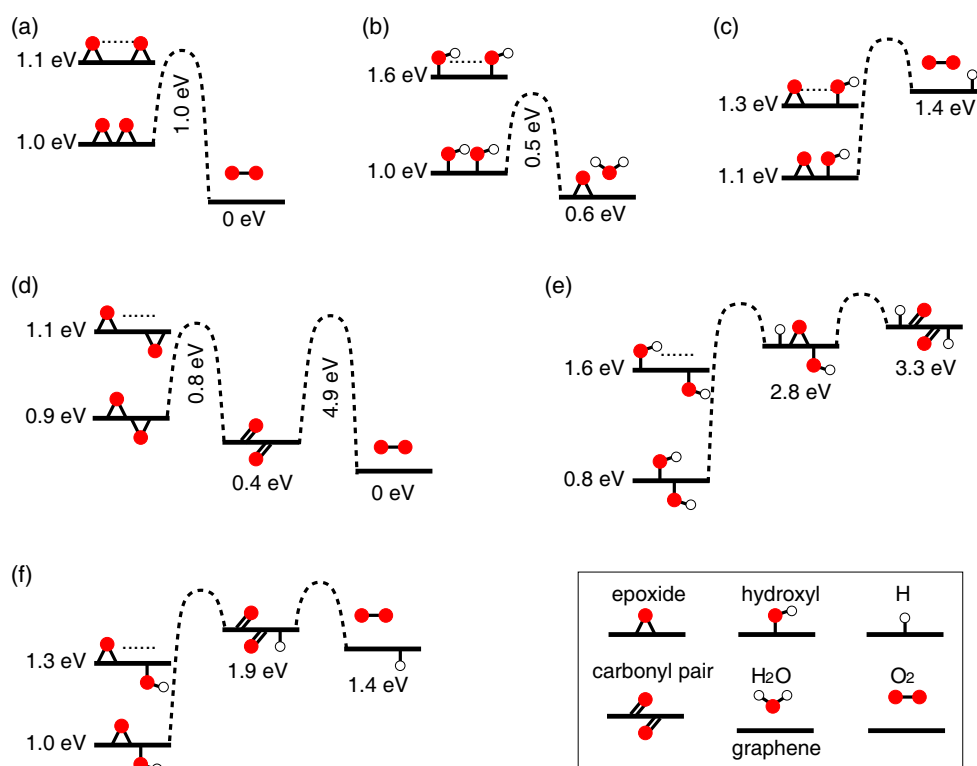 (a)
1.1 eV
1.0 eV
1.0 eV
0 eV
(b)
1.6 eV
1.0 eV
0.5 eV
0.6 eV
(c)
1.3 eV
1.1 eV
1.4 eV
(d)
1.1 eV
0.9 eV
0.8 eV
0.4 eV
4.9 eV
0 eV
(e)
1.6 eV
0.8 eV
2.8 eV
3.3 eV
(f)
1.3 eV
1.0 eV
1.9 eV
1.4 eV
epoxide hydroxyl H
carbonyl pair H2O O2
graphene